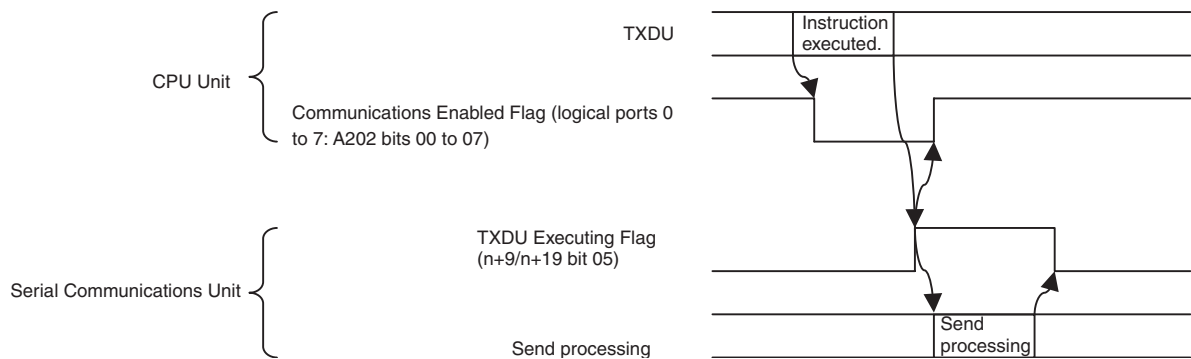 TXDU
Instruction
executed.
CPU Unit
Communications Enabled Flag (logical ports 0
to 7: A202 bits 00 to 07)
TXDU Executing Flag
(n+9/n+19 bit 05)
Serial Communications Unit
Send processing
Send
processing